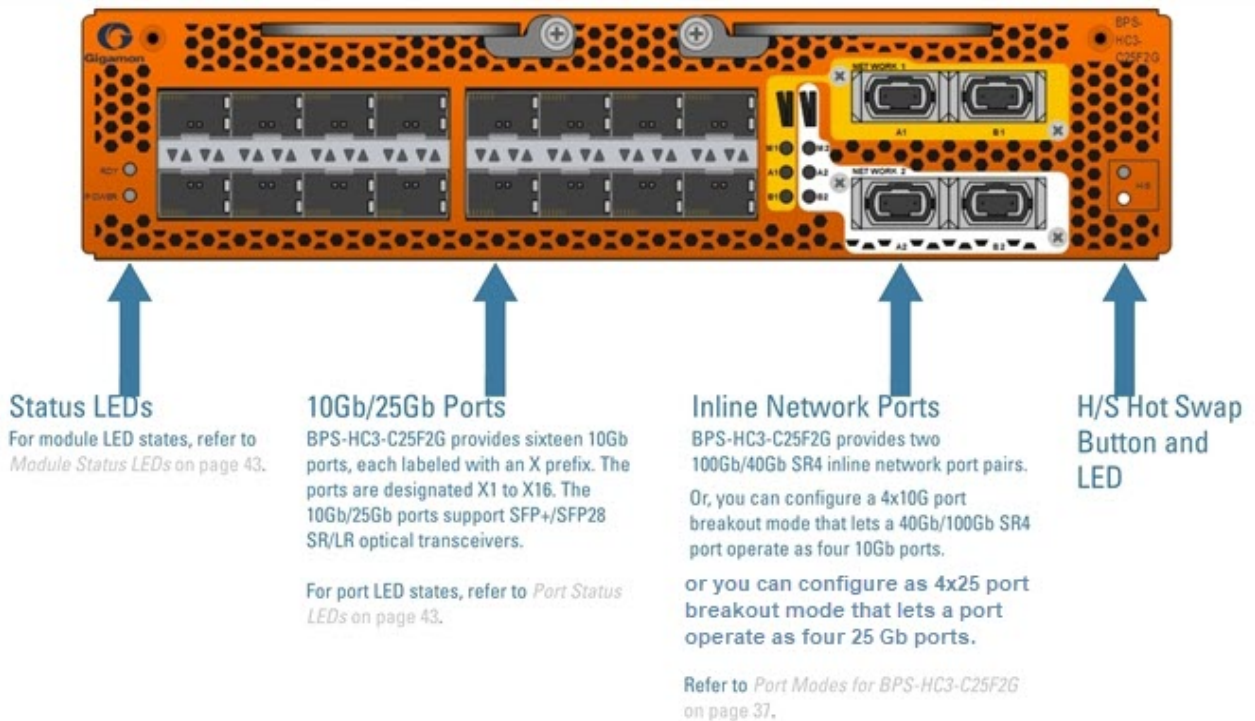 Gigamon
BPS-
HC3-
C25F2G
NETWORK 1
A1 B1
M1 M2
A1 A2
B1 B2
NETWORK 2
A2 B2
RDY
POWER
H/S
Status LEDs
For module LED states, refer to
Module Status LEDs on page 43.
10Gb/25Gb Ports
BPS-HC3-C25F2G provides sixteen 10Gb
ports, each labeled with an X prefix. The
ports are designated X1 to X16. The
10Gb/25Gb ports support SFP+/SFP28
SR/LR optical transceivers.
For port LED states, refer to Port Status
LEDs on page 43.
Inline Network Ports
BPS-HC3-C25F2G provides two
100Gb/40Gb SR4 inline network port pairs.
Or, you can configure a 4x10G port
breakout mode that lets a 40Gb/100Gb SR4
port operate as four 10Gb ports.
or you can configure as 4x25 port
breakout mode that lets a port
operate as four 25 Gb ports.
Refer to Port Modes for BPS-HC3-C25F2G
on page 37.
H/S Hot Swap
Button and
LED